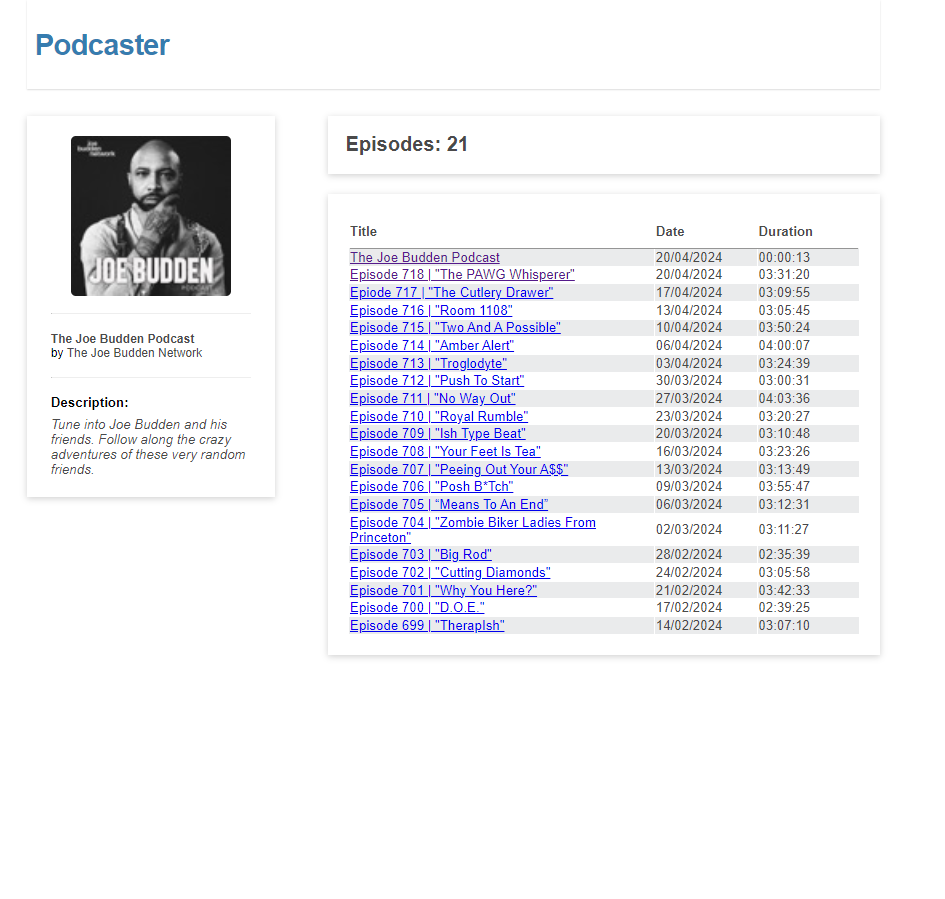 Podcaster
joe
budden
network
JOE BUDDEN
PODCAST
The Joe Budden Podcast
by The Joe Budden Network
Description:
Tune into Joe Budden and his
friends. Follow along the crazy
adventures of these very random
friends.
Episodes: 21
Title Date Duration
The Joe Budden Podcast 20/04/2024 00:00:13
Episode 718 | "The PAWG Whisperer" 20/04/2024 03:31:20
Epiode 717 | "The Cutlery Drawer" 17/04/2024 03:09:55
Episode 716 | "Room 1108" 13/04/2024 03:05:45
Episode 715 | "Two And A Possible" 10/04/2024 03:50:24
Episode 714 | "Amber Alert" 06/04/2024 04:00:07
Episode 713 | "Troglodyte" 03/04/2024 03:24:39
Episode 712 | "Push To Start" 30/03/2024 03:00:31
Episode 711 | "No Way Out" 27/03/2024 04:03:36
Episode 710 | "Royal Rumble" 23/03/2024 03:20:27
Episode 709 | "Ish Type Beat" 20/03/2024 03:10:48
Episode 708 | "Your Feet Is Tea" 16/03/2024 03:23:26
Episode 707 | "Peeing Out Your A$$" 13/03/2024 03:13:49
Episode 706 | "Posh B*Tch" 09/03/2024 03:55:47
Episode 705 | “Means To An End” 06/03/2024 03:12:31
Episode 704 | "Zombie Biker Ladies From
Princeton" 02/03/2024 03:11:27
Episode 703 | "Big Rod" 28/02/2024 02:35:39
Episode 702 | "Cutting Diamonds" 24/02/2024 03:05:58
Episode 701 | "Why You Here?" 21/02/2024 03:42:33
Episode 700 | "D.O.E." 17/02/2024 02:39:25
Episode 699 | "TherapIsh" 14/02/2024 03:07:10